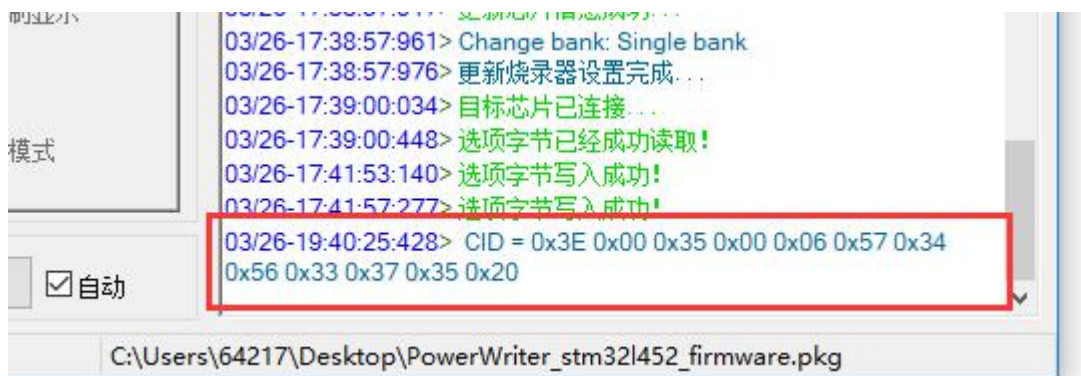 03/26-17:38:57:961> Change bank: Single bank
03/26-17:38:57:976> 更新烧录器设置完成...
03/26-17:39:00:034> 目标芯片已连接....
03/26-17:39:00:448> 选项字节已经成功读取!
模式
03/26-17:41:53:140> 选项字节写入成功!
03/26-17:41:57:277> 选项字节写入成功!
03/26-19:40:25:428> CID = 0x3E 0x00 0x35 0x00 0x06 0x57 0x34
0x56 0x33 0x37 0x35 0x20
自动
C:\Users\64217\Desktop\PowerWriter_stm32l452_firmware.pkg